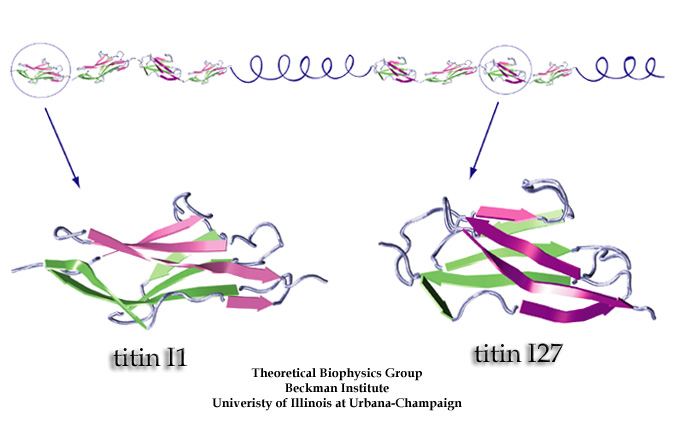 titin I1
titin I27
Theoretical Biophysics Group
Beckman Institute
Univeristy of Illinois at Urbana-Champaign